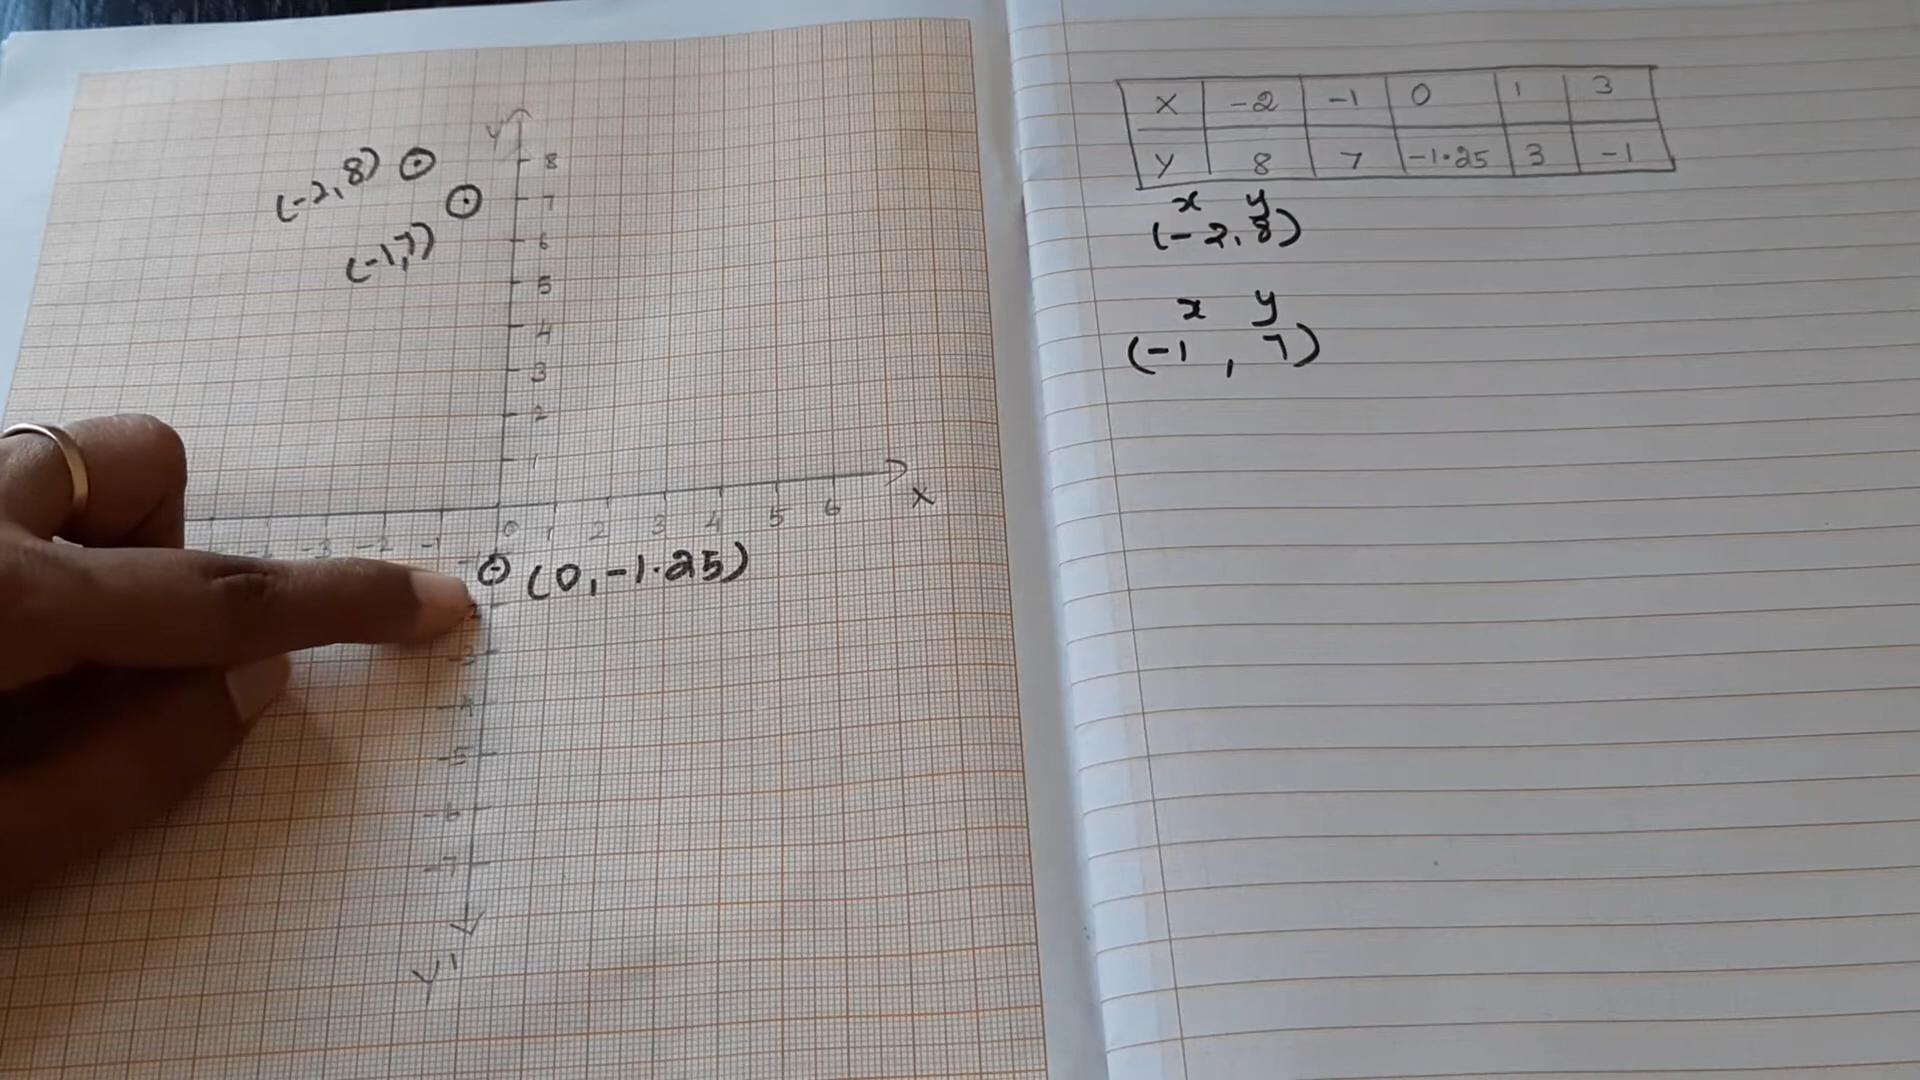 Y
8
(-2,8)
7
(-1,7)
6
5
4
3
2
1
X
0 1 2 3 4 5 6
-3 -2 -1
(0,-1.25)
-3
-4
-5
-6
-7
Y'
X -2 -1 0 1 3
Y 8 7 -1.25 3 -1
x y
(-2,8)
x y
(-1,7)